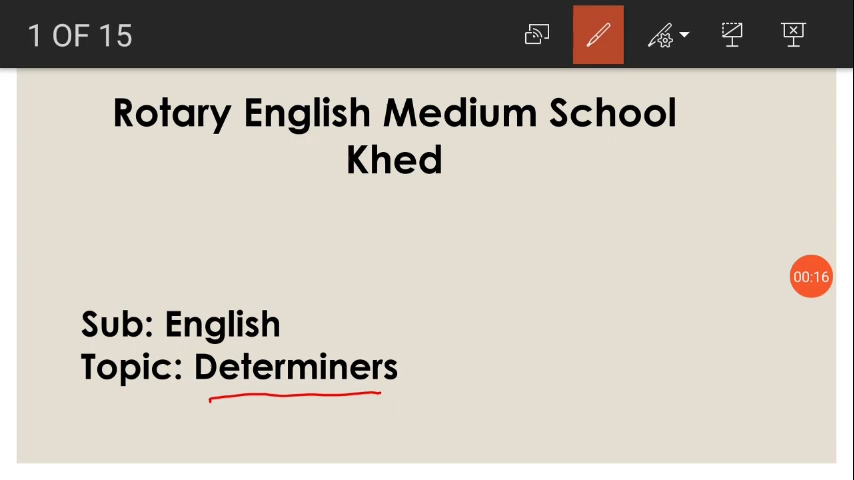 1 OF 15
Rotary English Medium School
Khed
00:16
Sub: English
Topic: Determiners